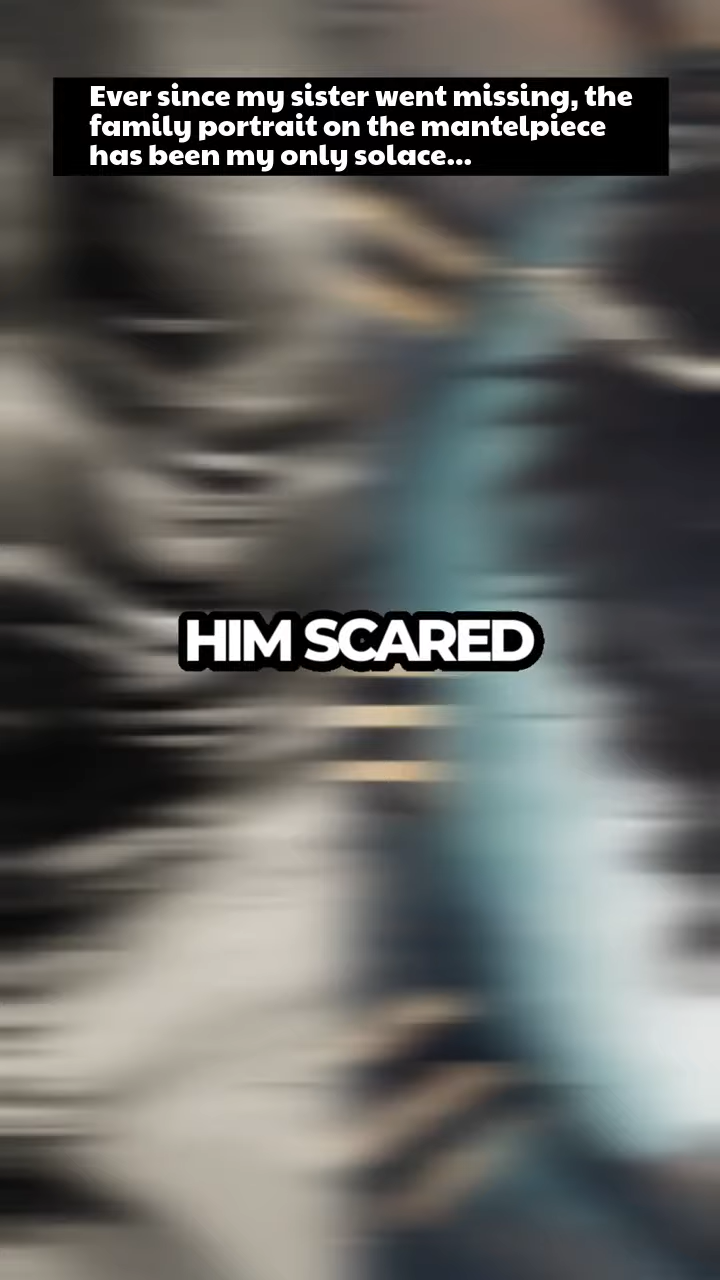 Ever since my sister went missing, the
family portrait on the mantelpiece
has been my only solace...
HIM SCARED